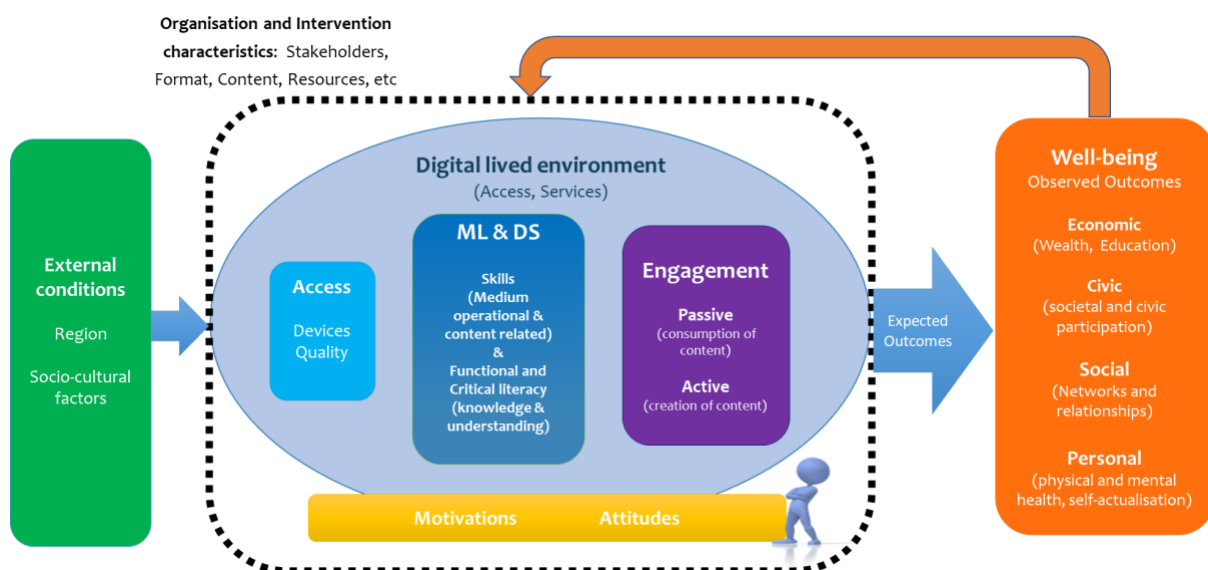 Organisation and Intervention
characteristics: Stakeholders,
Format, Content, Resources, etc
External
conditions
Region
Socio-cultural
factors
Digital lived environment
(Access, Services)
Access
Devices
Quality
ML & DS
Skills
(Medium
operational &
content related)
&
Functional and
Critical literacy
(knowledge &
understanding)
Engagement
Passive
(consumption of
content)
Active
(creation of content)
Motivations Attitudes
Expected
Outcomes
Well-being
Observed Outcomes
Economic
(Wealth, Education)
Civic
(societal and civic
participation)
Social
(Networks and
relationships)
Personal
(physical and mental
health, self-actualisation)